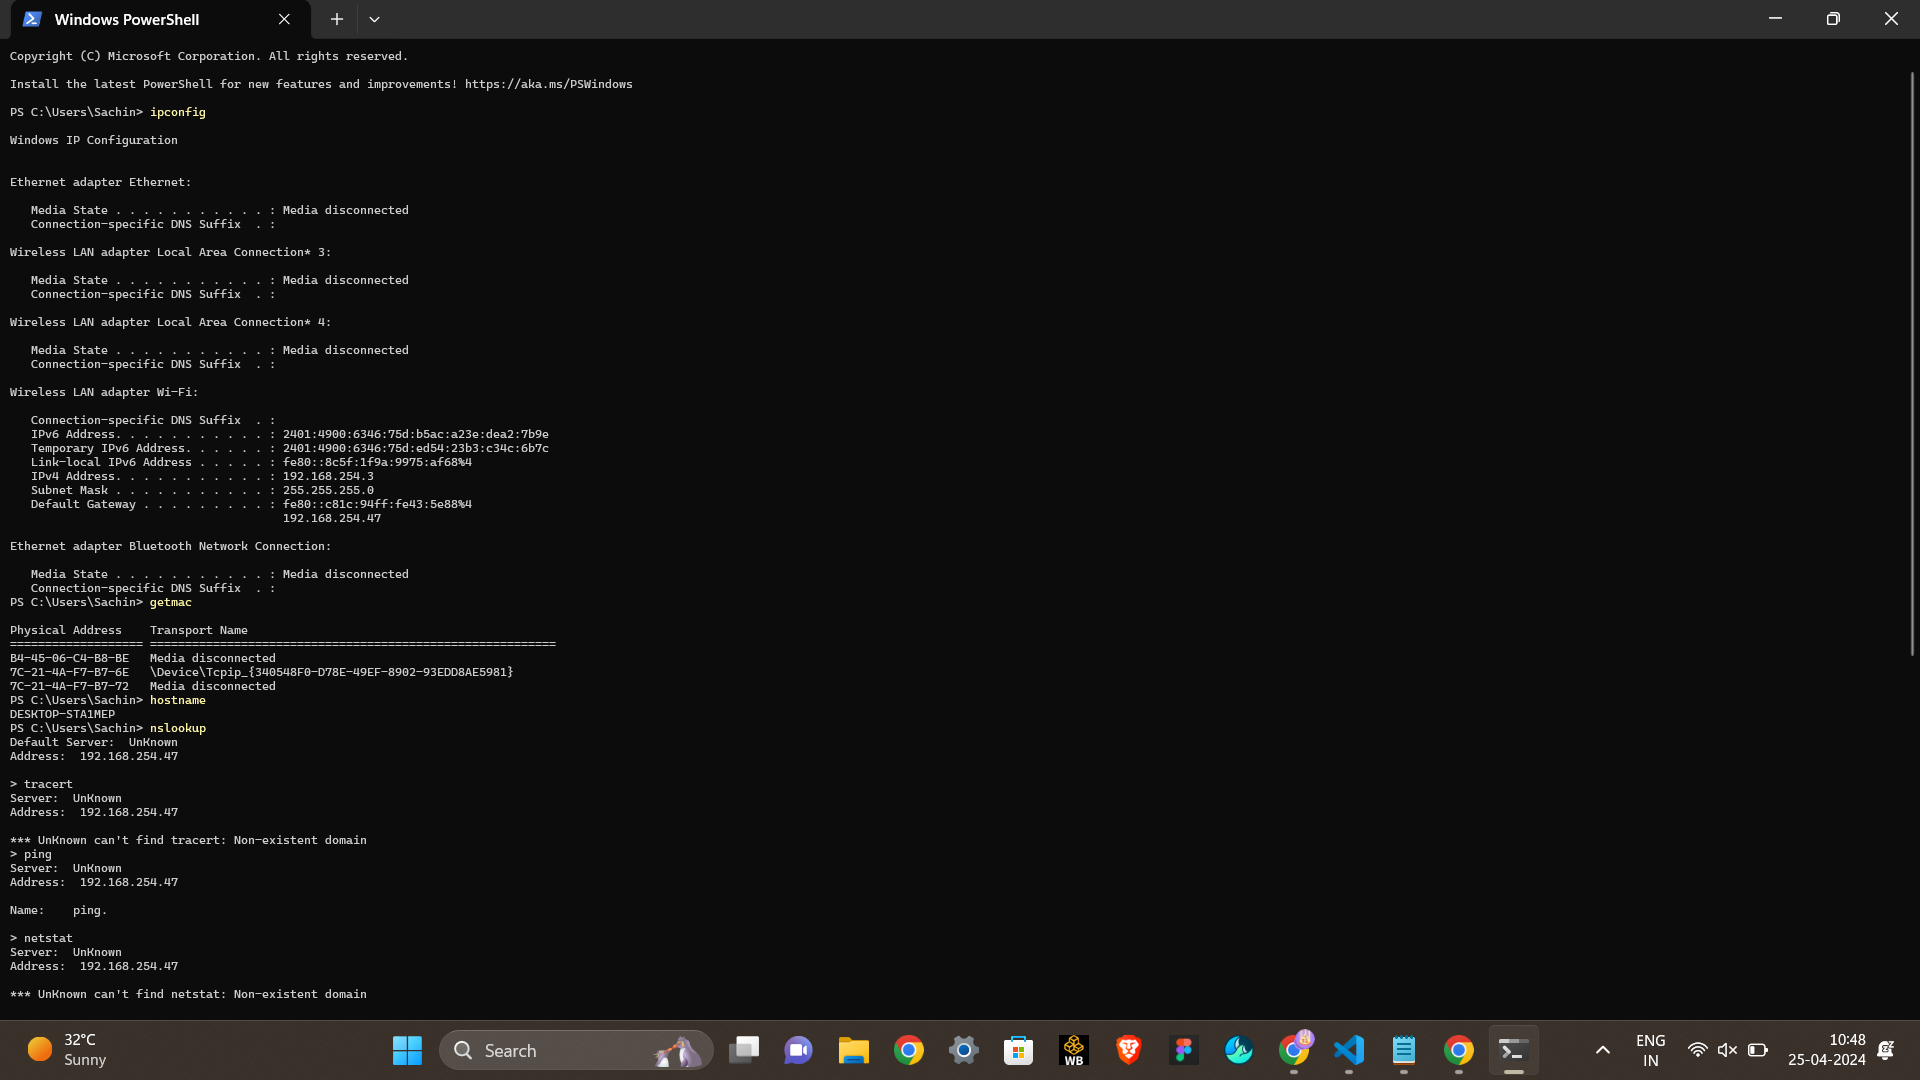 Windows PowerShell
Copyright (C) Microsoft Corporation. All rights reserved.
Install the latest PowerShell for new features and improvements! https://aka.ms/PSWindows
PS C:\Users\Sachin> ipconfig
Windows IP Configuration
Ethernet adapter Ethernet:
   Media State . . . . . . . . . . . : Media disconnected
   Connection-specific DNS Suffix  . :
Wireless LAN adapter Local Area Connection* 3:
   Media State . . . . . . . . . . . : Media disconnected
   Connection-specific DNS Suffix  . :
Wireless LAN adapter Local Area Connection* 4:
   Media State . . . . . . . . . . . : Media disconnected
   Connection-specific DNS Suffix  . :
Wireless LAN adapter Wi-Fi:
   Connection-specific DNS Suffix  . :
   IPv6 Address. . . . . . . . . . . : 2401:4900:6346:75d:b5ac:a23e:dea2:7b9e
   Temporary IPv6 Address. . . . . . : 2401:4900:6346:75d:ed54:23b3:c34c:6b7c
   Link-local IPv6 Address . . . . . : fe80::8c5f:1f9a:9975:af68%4
   IPv4 Address. . . . . . . . . . . : 192.168.254.3
   Subnet Mask . . . . . . . . . . . : 255.255.255.0
   Default Gateway . . . . . . . . . : fe80::c81c:94ff:fe43:5e88%4
                                       192.168.254.47
Ethernet adapter Bluetooth Network Connection:
   Media State . . . . . . . . . . . : Media disconnected
   Connection-specific DNS Suffix  . :
PS C:\Users\Sachin> getmac
Physical Address    Transport Name
=================== ==========================================================
B4-45-06-C4-B8-BE   Media disconnected
7C-21-4A-F7-B7-6E   \Device\Tcpip_{340548F0-D78E-49EF-8902-93EDD8AE5981}
7C-21-4A-F7-B7-72   Media disconnected
PS C:\Users\Sachin> hostname
DESKTOP-STA1MEP
PS C:\Users\Sachin> nslookup
Default Server:  UnKnown
Address:  192.168.254.47
> tracert
Server:  UnKnown
Address:  192.168.254.47
*** UnKnown can't find tracert: Non-existent domain
> ping
Server:  UnKnown
Address:  192.168.254.47
Name:    ping.
> netstat
Server:  UnKnown
Address:  192.168.254.47
*** UnKnown can't find netstat: Non-existent domain
32°C
Sunny
Search
WB
ENG
IN
10:48
25-04-2024